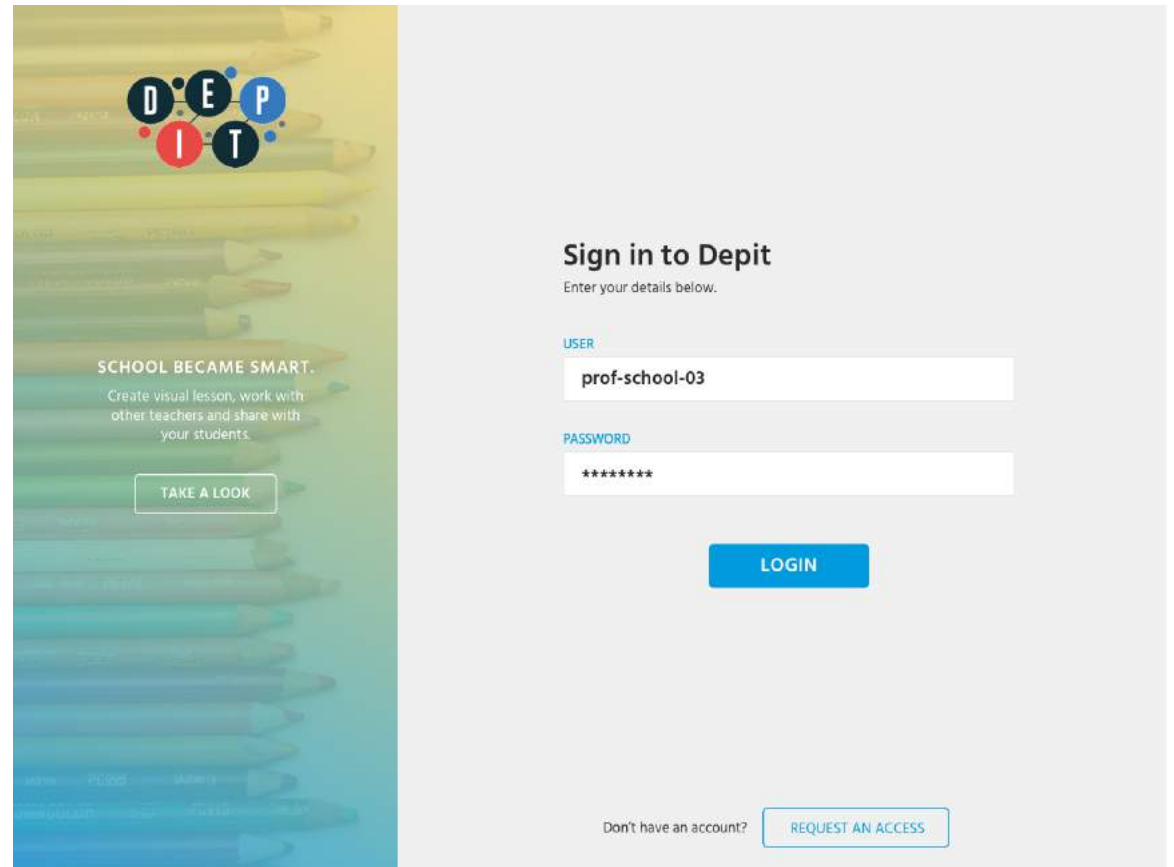 DEP
IT
SCHOOL BECAME SMART.
Create visual lesson, work with
other teachers and share with
your students.
TAKE A LOOK
Sign in to Depit
Enter your details below.
USER
prof-school-03
PASSWORD
********
LOGIN
Don't have an account?
REQUEST AN ACCESS